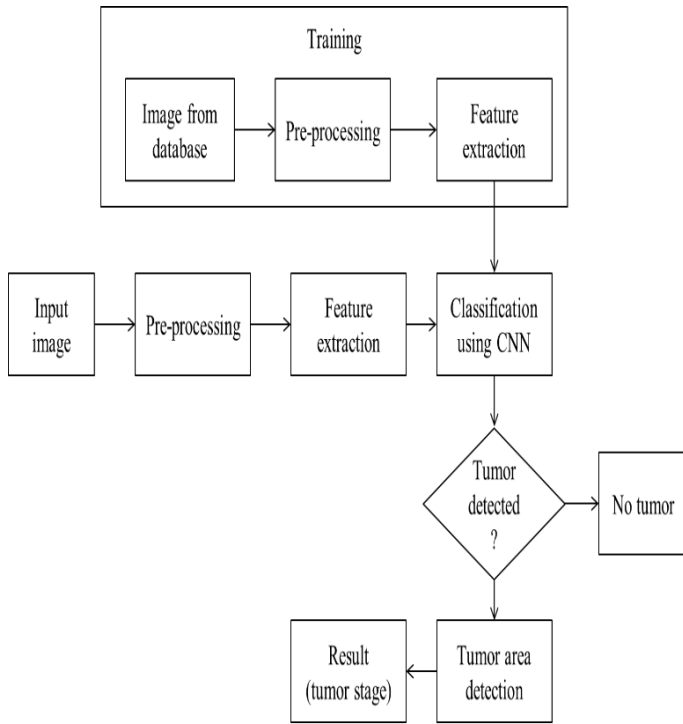 Training
Image from
database
Pre-processing
Feature
extraction
Input
image
Pre-processing
Feature
extraction
Classification
using CNN
Tumor
detected
?
No tumor
Result
(tumor stage)
Tumor area
detection